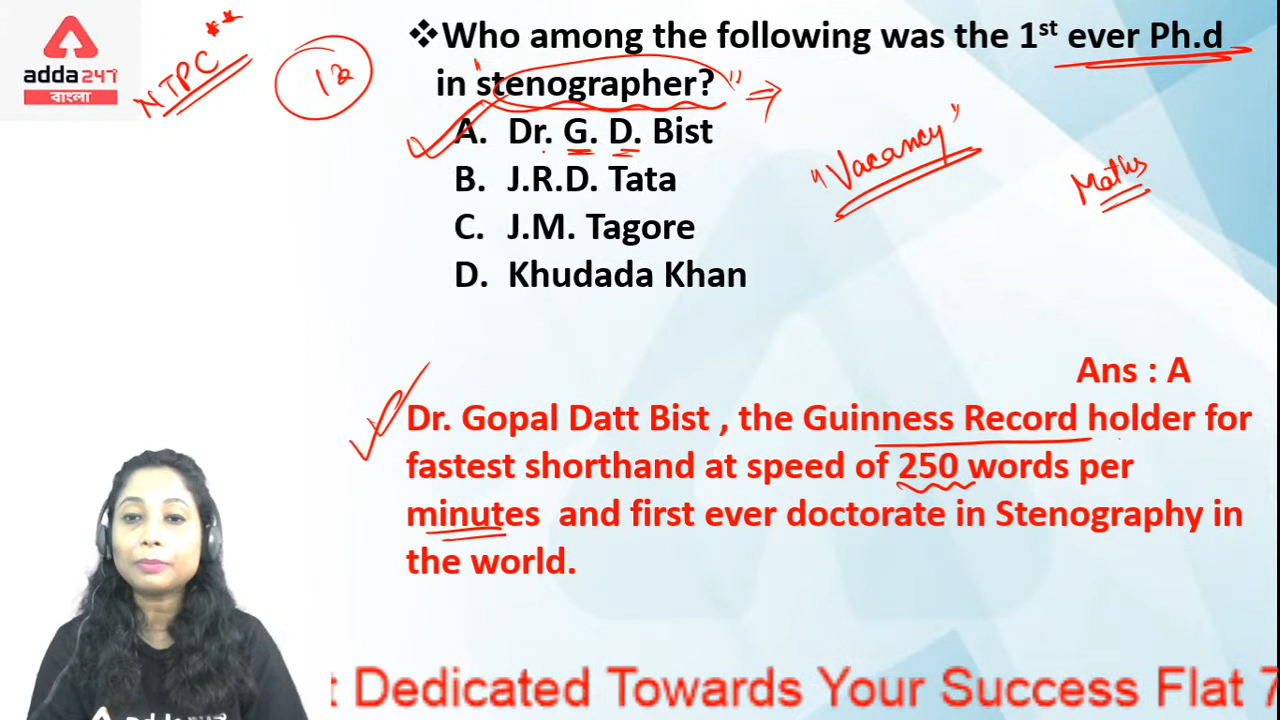 adda247
বাংলা
NTPC **
12
❖Who among the following was the 1st ever Ph.d
in stenographer?
"Vacancy"
Maths
A. Dr. G. D. Bist
B. J.R.D. Tata
C. J.M. Tagore
D. Khudada Khan
Ans : A
Dr. Gopal Datt Bist , the Guinness Record holder for
fastest shorthand at speed of 250 words per
minutes and first ever doctorate in Stenography in
the world.
Dedicated Towards Your Success Flat 7